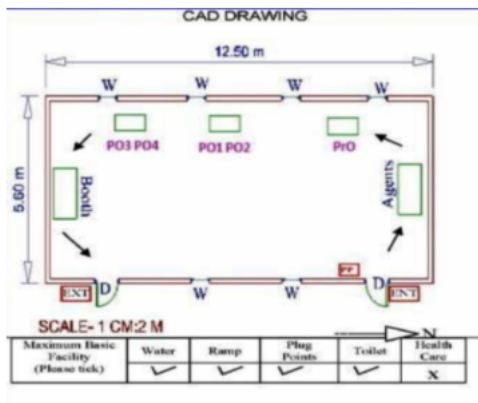 CAD DRAWING
12.50 m
W W W W
PO3 PO4 PO1 PO2 PrO
5.60 m
Booth
Agents
D W W D
EXT ENT
SCALE- 1 CM:2 M
N
Maximum Basic Facility (Please tick) Water Ramp Plug Points Toilet Health Care
X